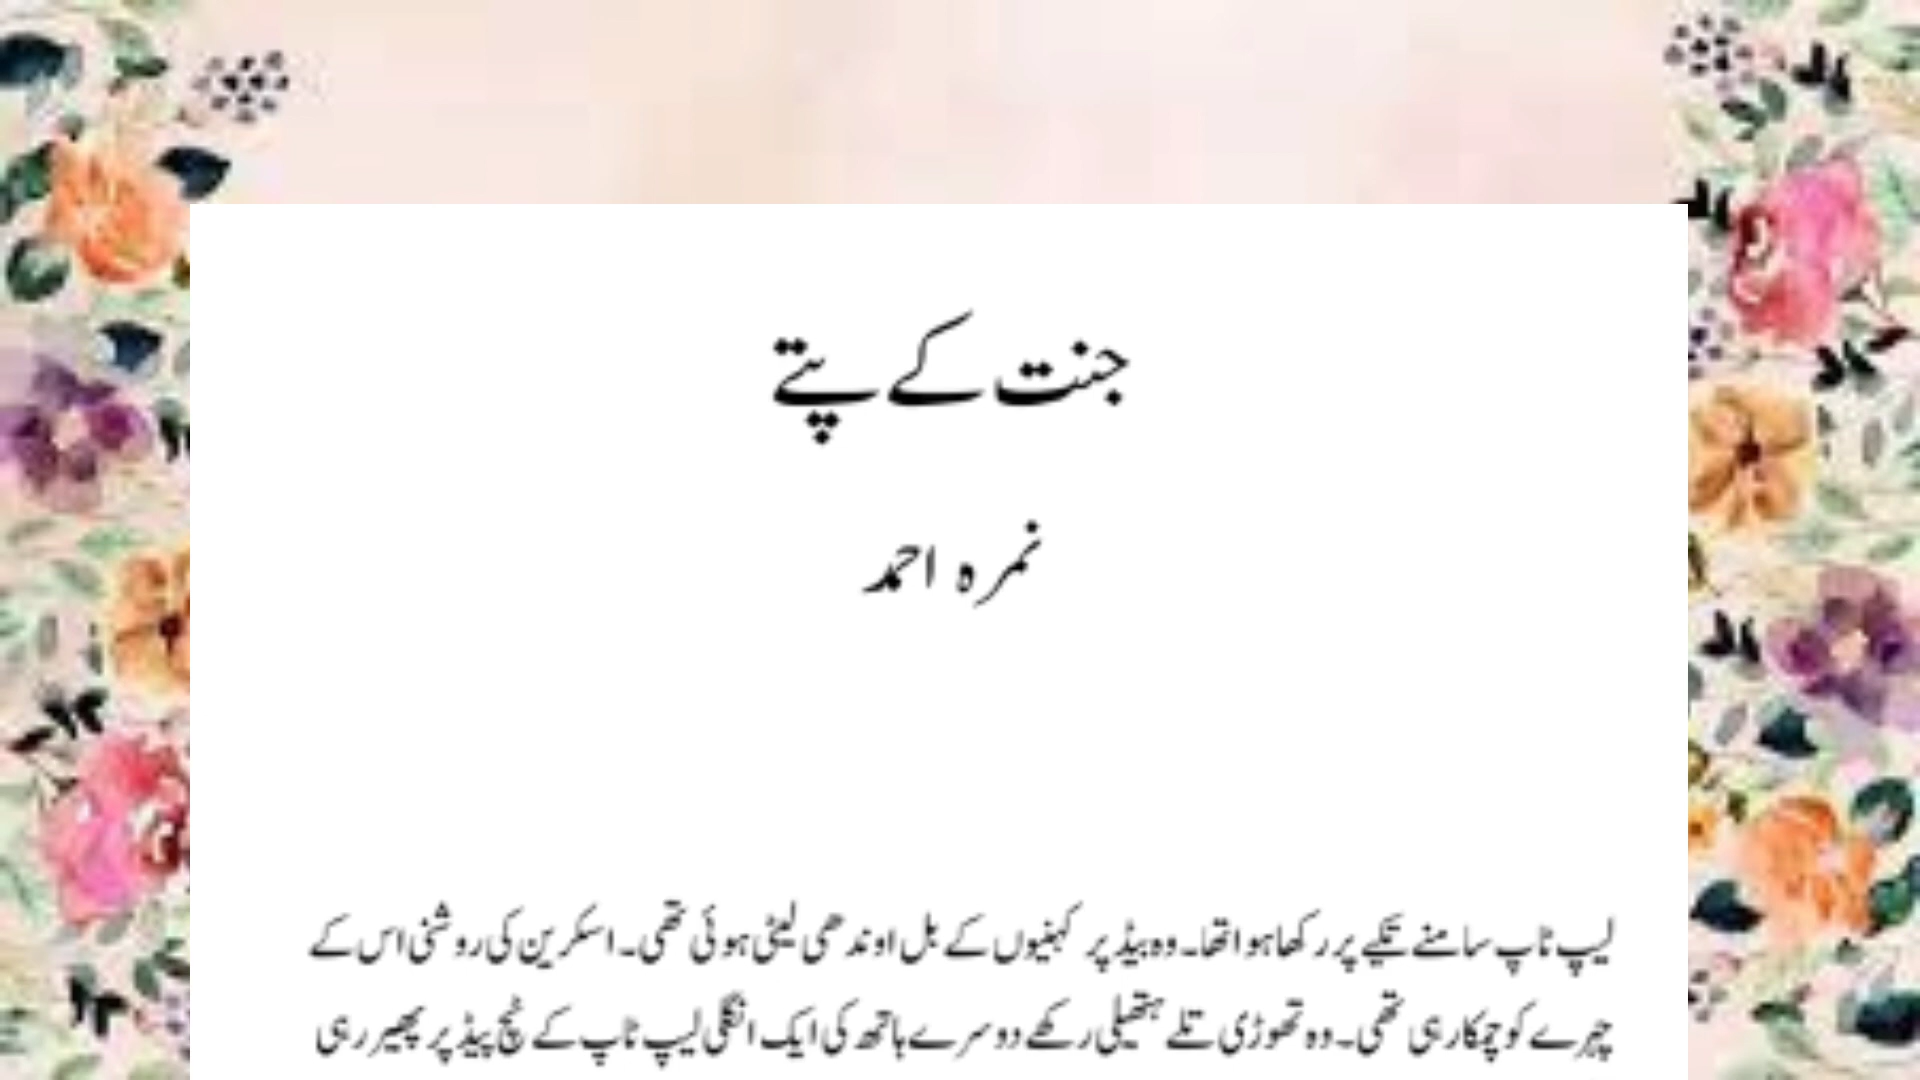 جنت کے پتے
نمرہ احمد
لیپ ٹاپ سامنے تکیے پر رکھا ہوا تھا۔ وہ بیڈ پر کہنیوں کے بل اوندھی لیٹی ہوئی تھی۔ اسکرین کی روشنی اس کے
چہرے کو چمکا رہی تھی۔ وہ تھوڑی تلے ہتھیلی رکھے دوسرے ہاتھ کی ایک انگلی لیپ ٹاپ کے ٹچ پیڈ پر پھیر رہی